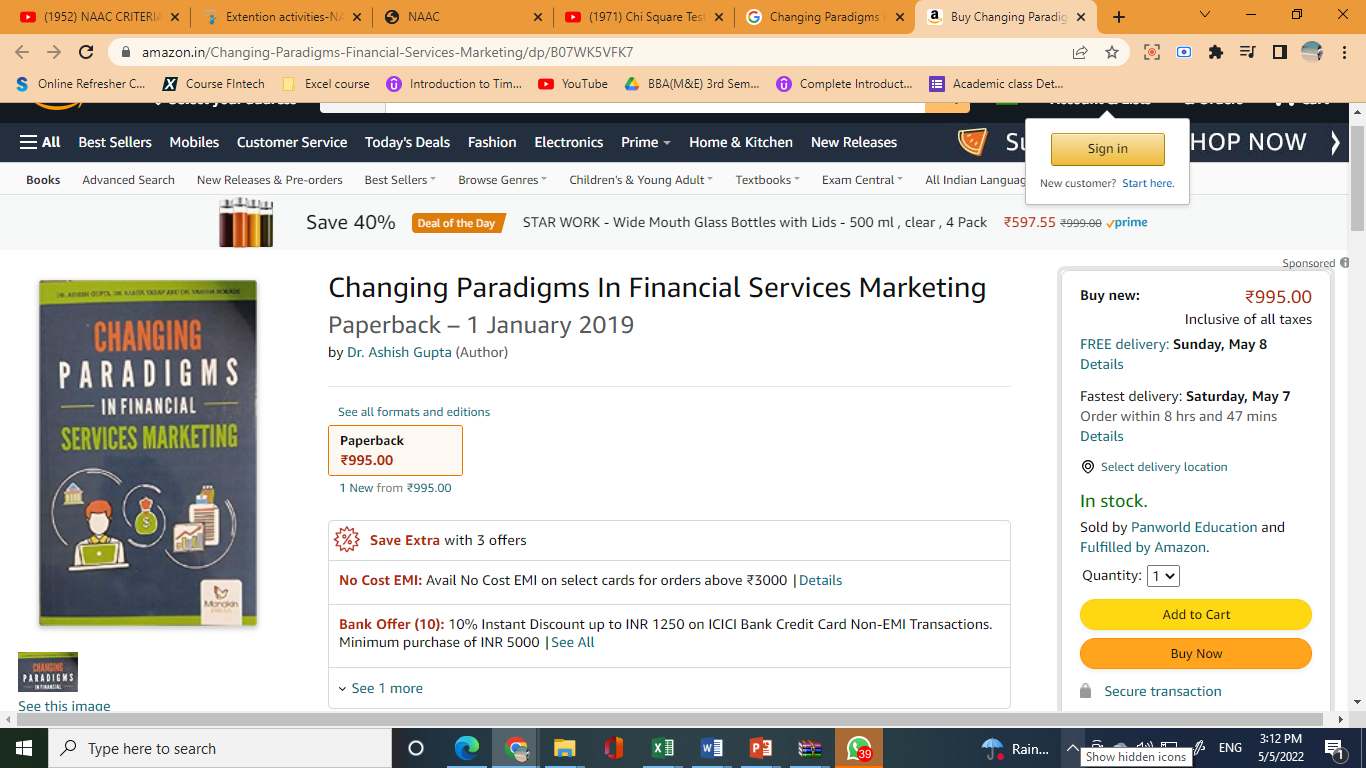 (1952) NAAC CRITERIA
Extention activities-NA
NAAC
(1971) Chi Square Test
Changing Paradigms i
Buy Changing Paradig
amazon.in/Changing-Paradigms-Financial-Services-Marketing/dp/B07WK5VFK7
Online Refresher C...
Course FIntech
Excel course
Introduction to Tim...
YouTube
BBA(M&E) 3rd Sem...
Complete Introduct...
Academic class Det...
All
Best Sellers
Mobiles
Customer Service
Today's Deals
Fashion
Electronics
Prime
Home & Kitchen
New Releases
HOP NOW
Sign in
New customer? Start here.
Books
Advanced Search
New Releases & Pre-orders
Best Sellers
Browse Genres
Children's & Young Adult
Textbooks
Exam Central
All Indian Languag
Save 40%
Deal of the Day
STAR WORK - Wide Mouth Glass Bottles with Lids - 500 ml , clear , 4 Pack
₹597.55 ₹999.00 prime
Sponsored
CHANGING
PARADIGMS
IN FINANCIAL
SERVICES MARKETING
Manakin
PRESS
CHANGING
PARADIGMS
IN FINANCIAL
See this image
Changing Paradigms In Financial Services Marketing
Paperback – 1 January 2019
by Dr. Ashish Gupta (Author)
See all formats and editions
Paperback
₹995.00
1 New from ₹995.00
Save Extra with 3 offers
No Cost EMI: Avail No Cost EMI on select cards for orders above ₹3000 | Details
Bank Offer (10): 10% Instant Discount up to INR 1250 on ICICI Bank Credit Card Non-EMI Transactions.
Minimum purchase of INR 5000 | See All
See 1 more
Buy new: ₹995.00
Inclusive of all taxes
FREE delivery: Sunday, May 8
Details
Fastest delivery: Saturday, May 7
Order within 8 hrs and 47 mins
Details
Select delivery location
In stock.
Sold by Panworld Education and
Fulfilled by Amazon.
Quantity: 1
Add to Cart
Buy Now
Secure transaction
Type here to search
39
Rain...
ENG
3:12 PM
5/5/2022
1
Show hidden icons